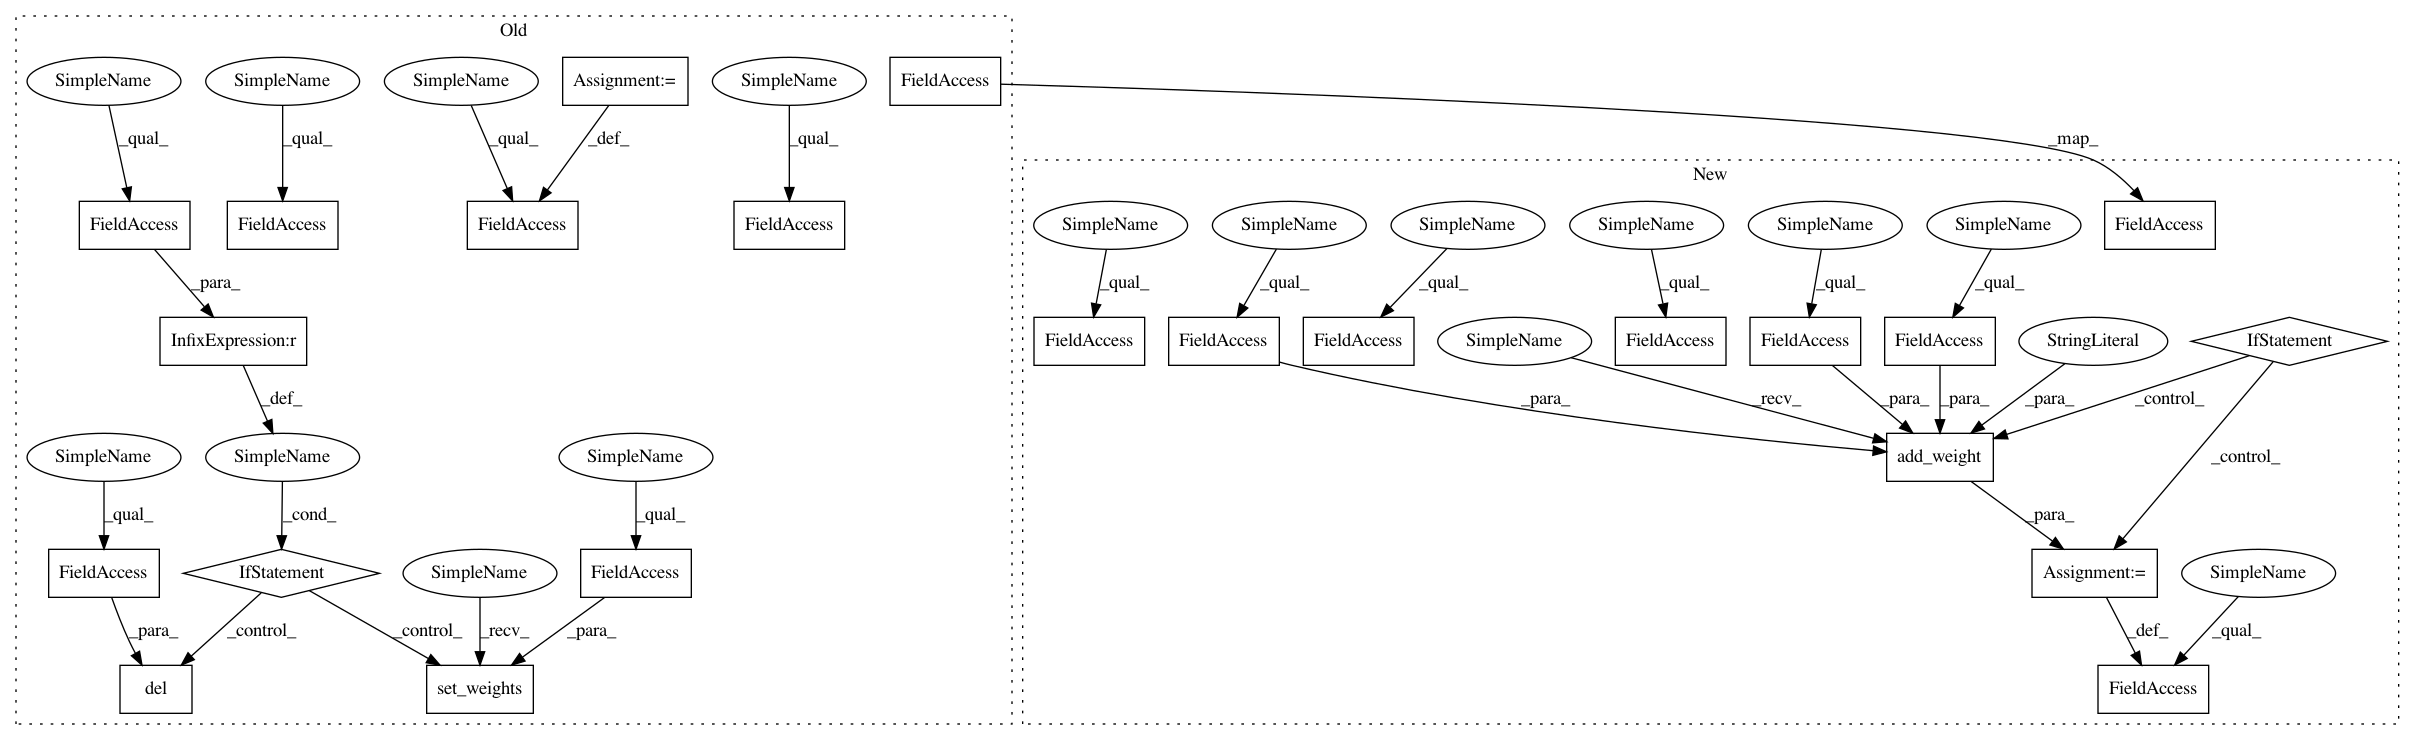 Old
SimpleName
SimpleName
SimpleName
Assignment:=
SimpleName
FieldAccess
_qual_
_qual_
_qual_
_def_
_qual_
_map_
New
FieldAccess
FieldAccess
FieldAccess
FieldAccess
SimpleName
SimpleName
SimpleName
SimpleName
SimpleName
SimpleName
FieldAccess
_para_
_qual_
_qual_
_qual_
_qual_
_qual_
_qual_
InfixExpression:r
FieldAccess
FieldAccess
FieldAccess
SimpleName
FieldAccess
FieldAccess
FieldAccess
StringLiteral
IfStatement
_def_
_para_
_recv_
_para_
_para_
_para_
_control_
SimpleName
SimpleName
SimpleName
add_weight
_control_
_qual_
_cond_
_qual_
_para_
FieldAccess
IfStatement
SimpleName
FieldAccess
Assignment:=
SimpleName
_para_
_control_
_control_
_recv_
_para_
_def_
_qual_
del
set_weights
FieldAccess